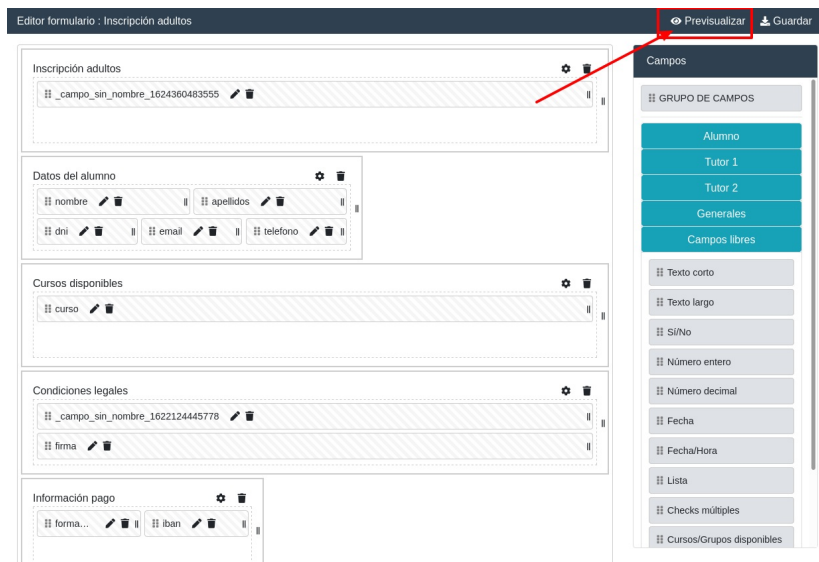 Editor formulario : Inscripción adultos
Previsualizar
Guardar
Inscripción adultos
_campo_sin_nombre_1624360483555
Datos del alumno
nombre
apellidos
dni
email
telefono
Cursos disponibles
curso
Condiciones legales
_campo_sin_nombre_1622124445778
firma
Información pago
forma...
iban
Campos
GRUPO DE CAMPOS
Alumno
Tutor 1
Tutor 2
Generales
Campos libres
Texto corto
Texto largo
Sí/No
Número entero
Número decimal
Fecha
Fecha/Hora
Lista
Checks múltiples
Cursos/Grupos disponibles